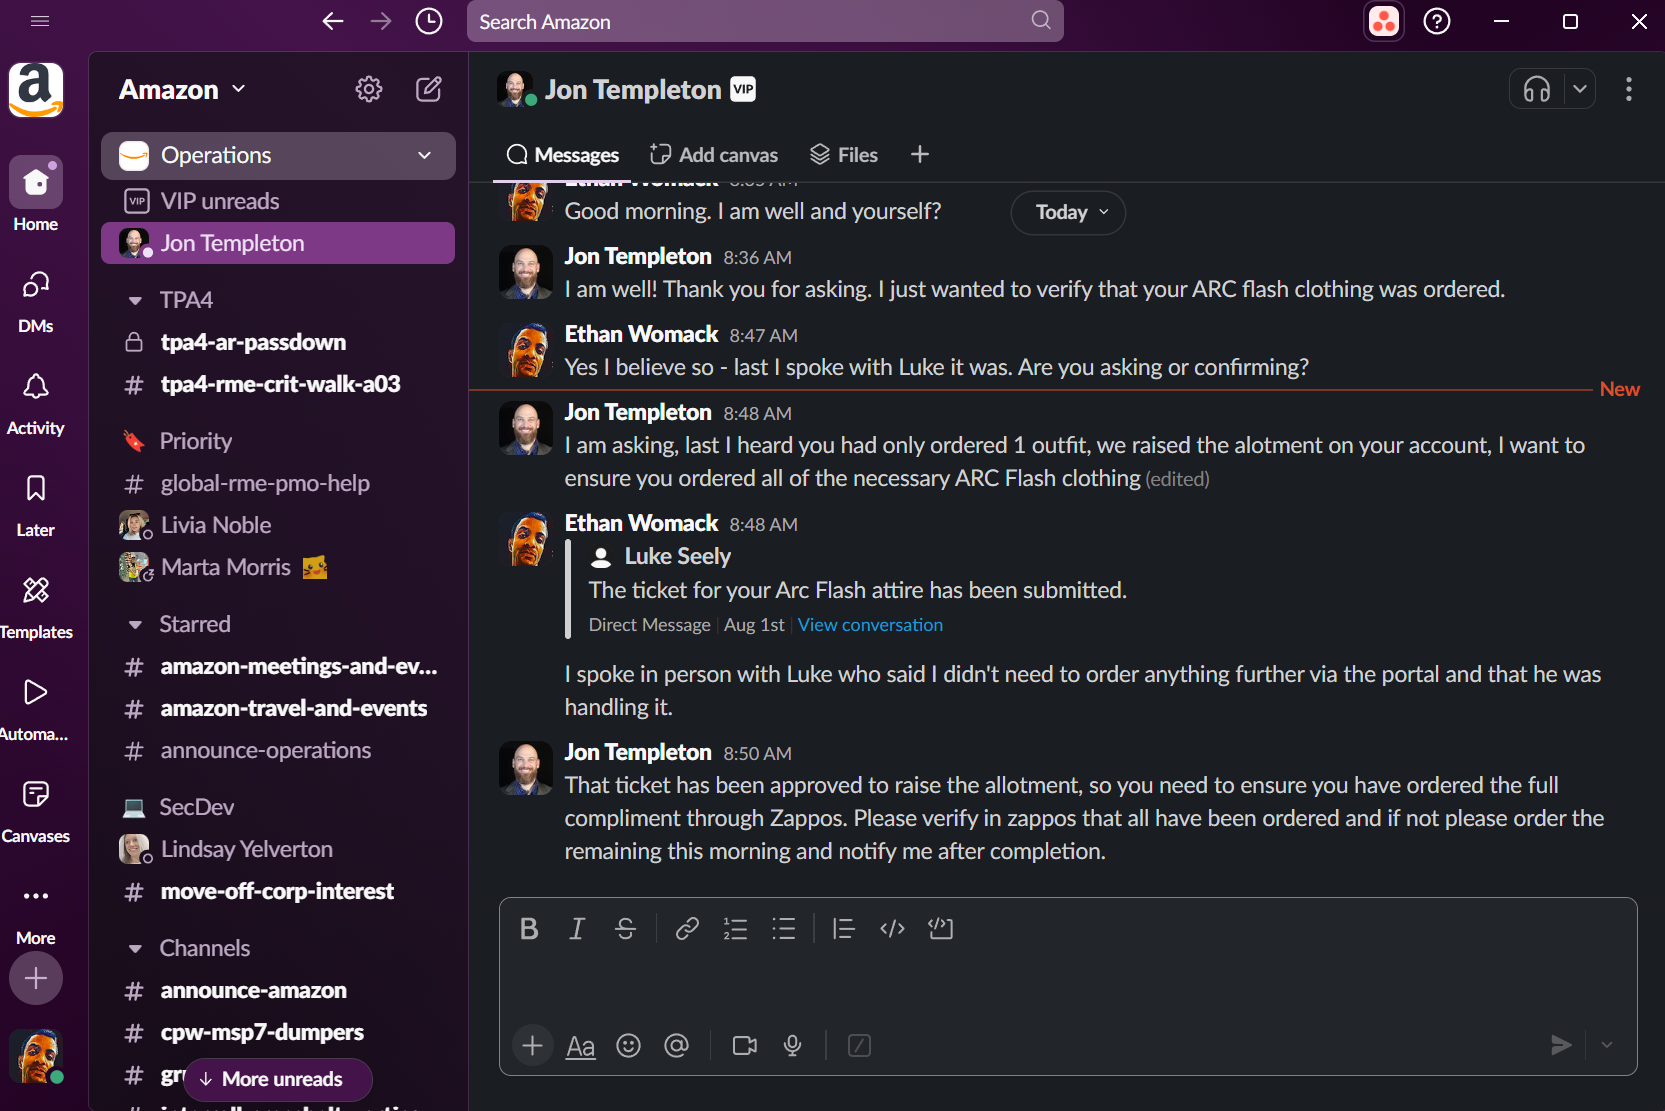 Search Amazon
a
Home
DMs
Activity
Later
Templates
Automa...
Canvases
More
Amazon
Operations
VIP VIP unreads
Jon Templeton
TPA4
tpa4-ar-passdown
# tpa4-rme-crit-walk-a03
Priority
# global-rme-pmo-help
Livia Noble
Marta Morris
Starred
# amazon-meetings-and-ev...
# amazon-travel-and-events
# announce-operations
SecDev
Lindsay Yelverton
# move-off-corp-interest
Channels
# announce-amazon
# cpw-msp7-dumpers
#
More unreads
Jon Templeton VIP
Messages
Add canvas
Files
Ethan Womack 8:35 AM
Good morning. I am well and yourself?
Today
Jon Templeton 8:36 AM
I am well! Thank you for asking. I just wanted to verify that your ARC flash clothing was ordered.
Ethan Womack 8:47 AM
Yes I believe so - last I spoke with Luke it was. Are you asking or confirming?
New
Jon Templeton 8:48 AM
I am asking, last I heard you had only ordered 1 outfit, we raised the alotment on your account, I want to
ensure you ordered all of the necessary ARC Flash clothing (edited)
Ethan Womack 8:48 AM
Luke Seely
The ticket for your Arc Flash attire has been submitted.
Direct Message | Aug 1st | View conversation
I spoke in person with Luke who said I didn't need to order anything further via the portal and that he was
handling it.
Jon Templeton 8:50 AM
That ticket has been approved to raise the allotment, so you need to ensure you have ordered the full
compliment through Zappos. Please verify in zappos that all have been ordered and if not please order the
remaining this morning and notify me after completion.
B I S
Aa